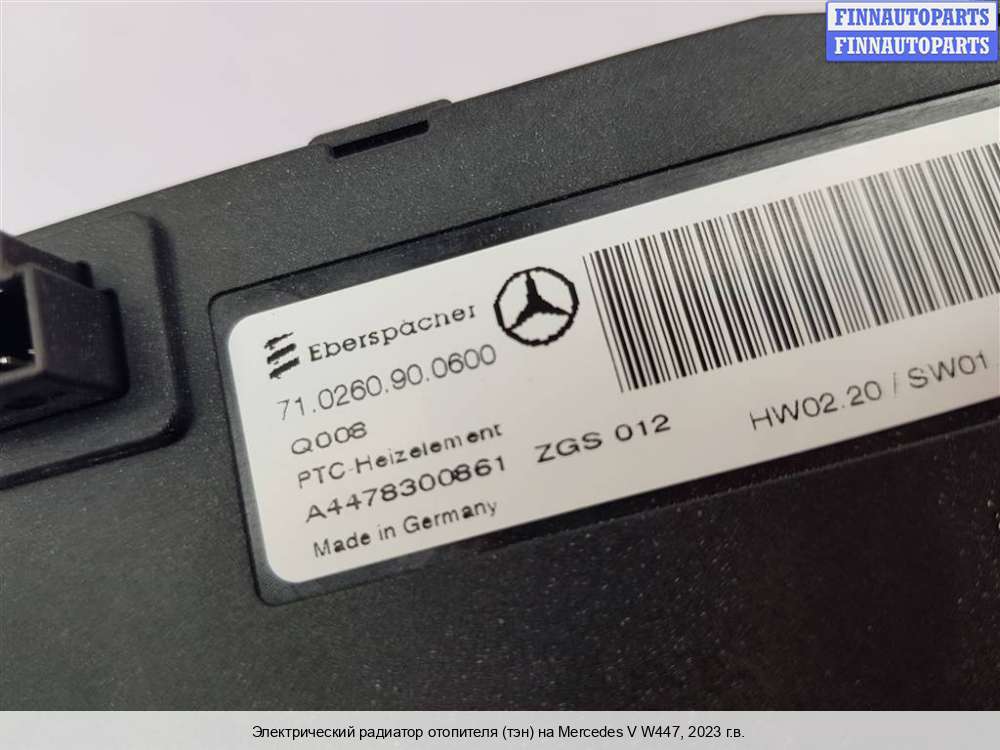 FINNAUTOPARTS
FINNAUTOPARTS
Eberspächer
71.0260.90.0600
Q008
PTC-Heizelement
A4478300861 ZGS 012
HW02.20 / SW01
Made in Germany
Электрический радиатор отопителя (тэн) на Mercedes V W447, 2023 г.в.